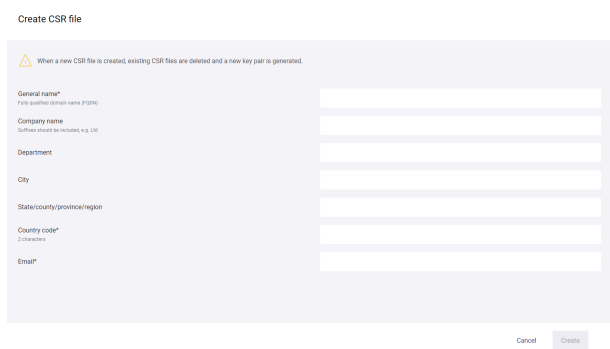 Create CSR file
When a new CSR file is created, existing CSR files are deleted and a new key pair is generated.
General name*
Fully qualified domain name (FQDN)
Company name
Suffixes should be included, e.g. Ltd
Department
City
State/county/province/region
Country code*
2 characters
Email*
Cancel
Create